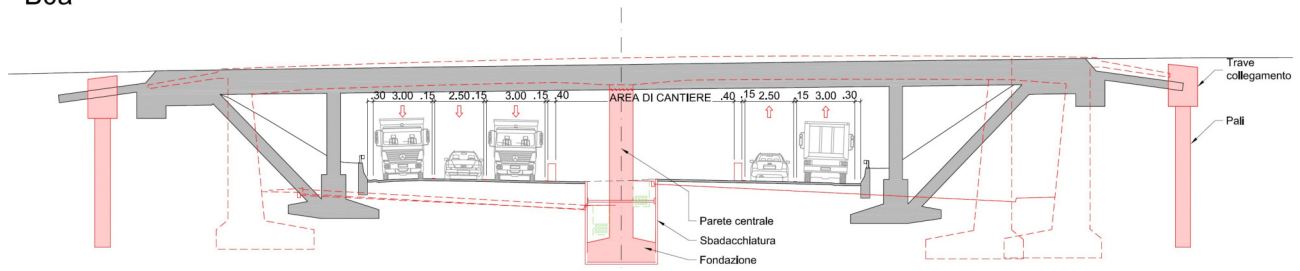 .30 3.00 .15 2.50 .15 3.00 .15 .40 AREA DI CANTIERE .40 .15 2.50 .15 3.00 .30
Trave
collegamento
Pali
Parete centrale
Sbadacchiatura
Fondazione